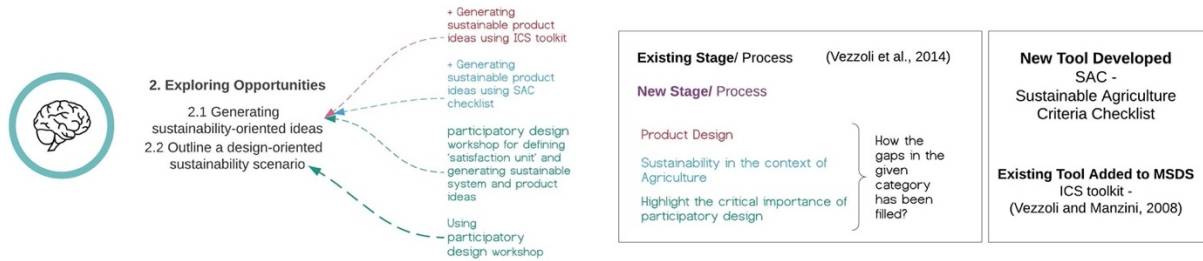 2. Exploring Opportunities
2.1 Generating
sustainability-oriented ideas
2.2 Outline a design-oriented
sustainability scenario
+ Generating
sustainable product
ideas using ICS toolkit
+ Generating
sustainable product
ideas using SAC
checklist
participatory design
workshop for defining
'satisfaction unit' and
generating sustainable
system and product
ideas
Using
participatory
design workshop
Existing Stage/ Process (Vezzoli et al., 2014)
New Stage/ Process
Product Design
Sustainability in the context of
Agriculture
Highlight the critical importance of
participatory design
How the
gaps in the
given
category
has been
filled?
New Tool Developed
SAC -
Sustainable Agriculture
Criteria Checklist
Existing Tool Added to MSDS
ICS toolkit -
(Vezzoli and Manzini, 2008)